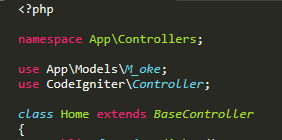 <?php
namespace App\Controllers;
use App\Models\M_oke;
use CodeIgniter\Controller;
class Home extends BaseController
{